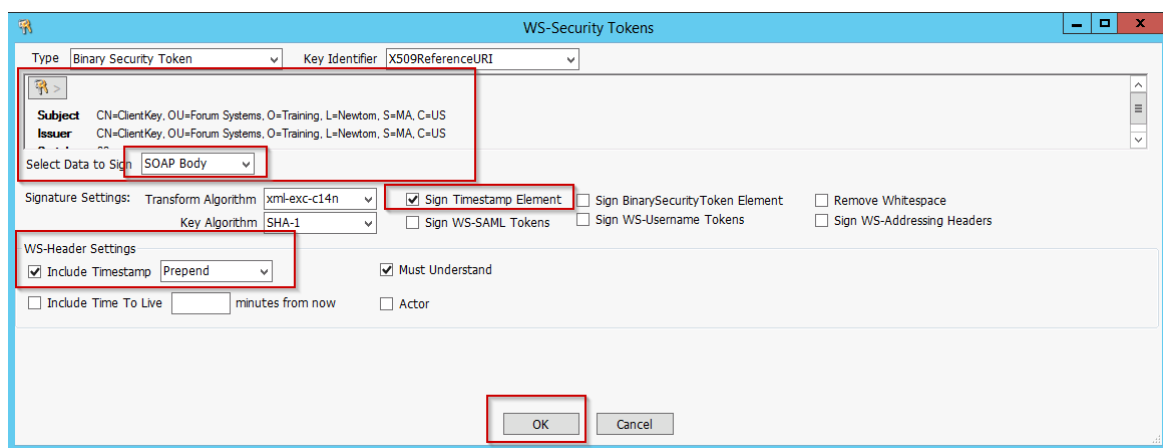 WS-Security Tokens
Type Binary Security Token Key Identifier X509ReferenceURI
>
Subject CN=ClientKey, OU=Forum Systems, O=Training, L=Newtom, S=MA, C=US
Issuer CN=ClientKey, OU=Forum Systems, O=Training, L=Newtom, S=MA, C=US
Select Data to Sign SOAP Body
Signature Settings: Transform Algorithm xml-exc-c14n Sign Timestamp Element Sign BinarySecurityToken Element Remove Whitespace
Key Algorithm SHA-1 Sign WS-SAML Tokens Sign WS-Username Tokens Sign WS-Addressing Headers
WS-Header Settings
Include Timestamp Prepend Must Understand
Include Time To Live minutes from now Actor
OK Cancel